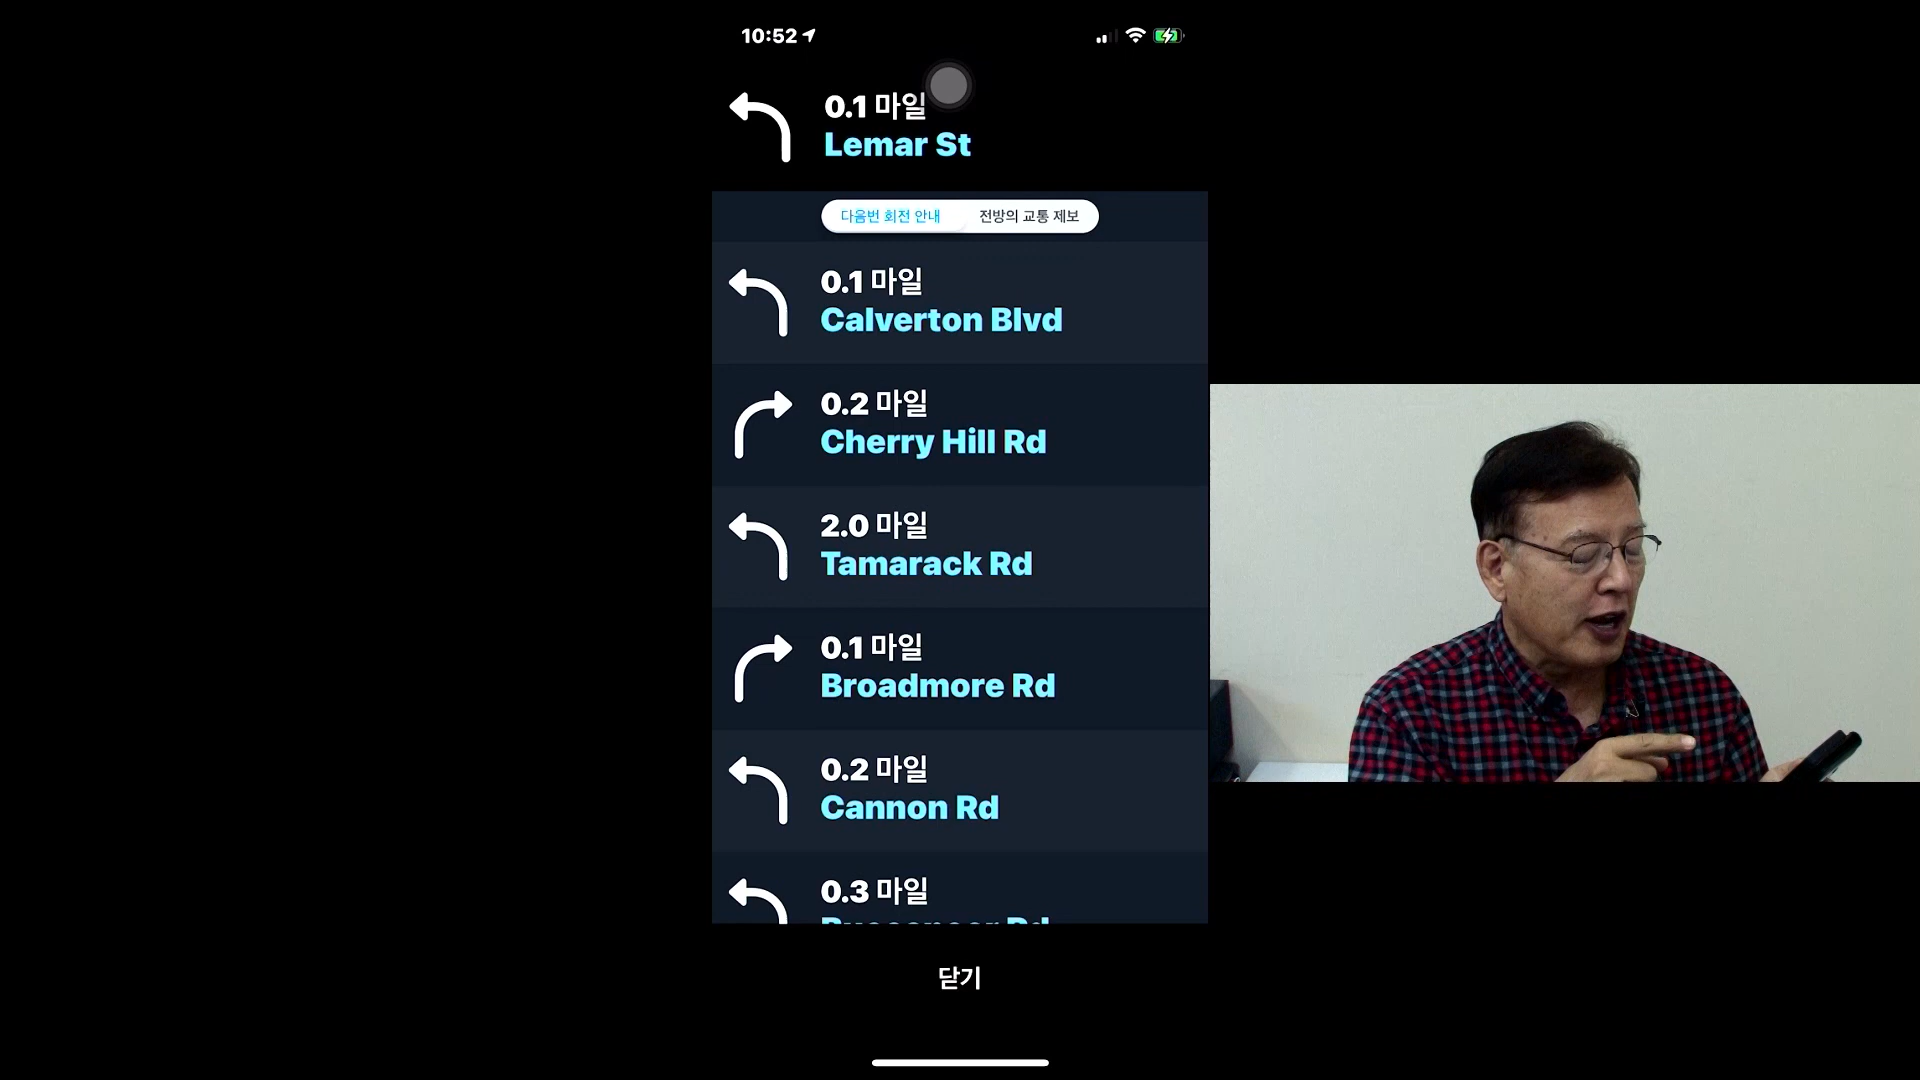 10:52
0.1 마일
Lemar St
다음번 회전 안내
전방의 교통 제보
0.1 마일
Calverton Blvd
0.2 마일
Cherry Hill Rd
2.0 마일
Tamarack Rd
0.1 마일
Broadmore Rd
0.2 마일
Cannon Rd
0.3 마일
닫기